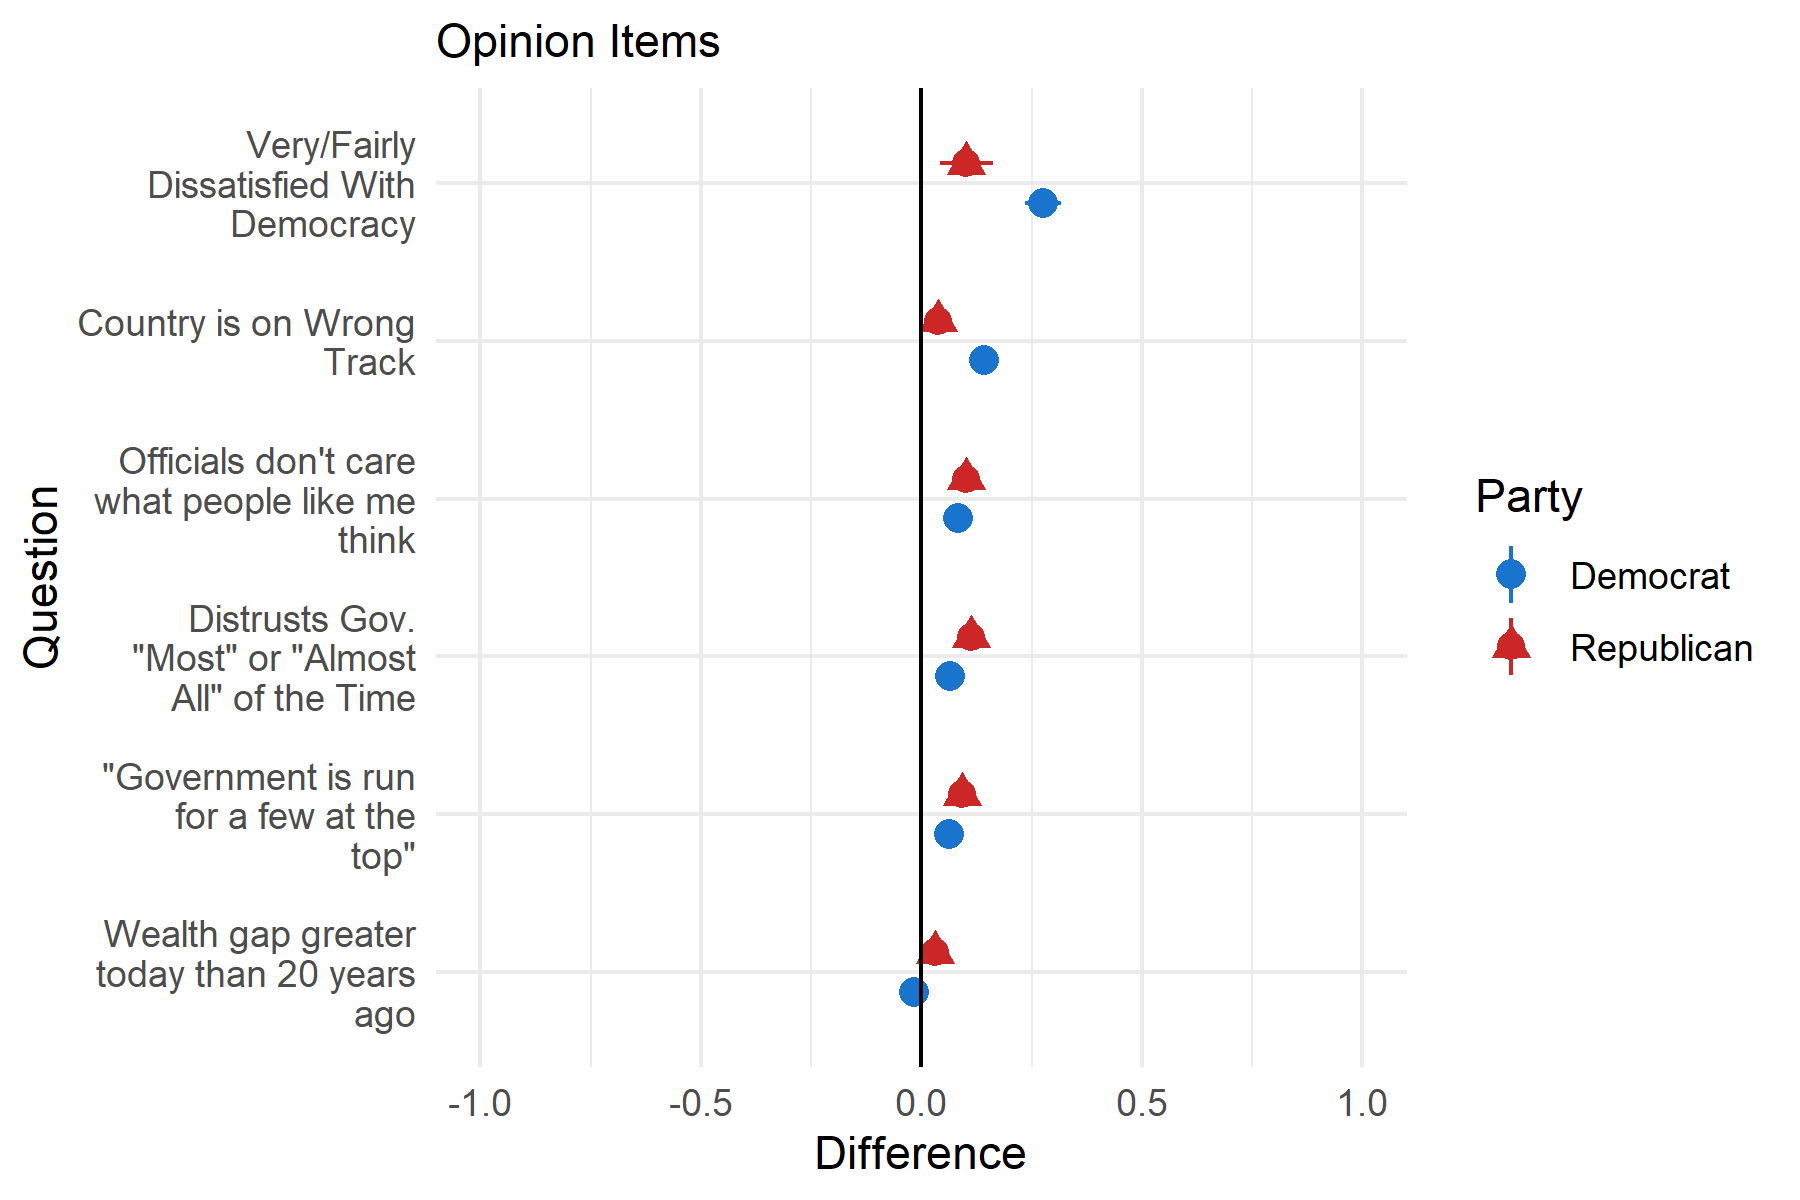 Opinion Items
Very/Fairly
Dissatisfied With
Democracy
Country is on Wrong
Track
Officials don't care
what people like me
think
Distrusts Gov.
"Most" or "Almost
All" of the Time
"Government is run
for a few at the
top"
Wealth gap greater
today than 20 years
ago
Question
-1.0 -0.5 0.0 0.5 1.0
Difference
Party
Democrat
Republican